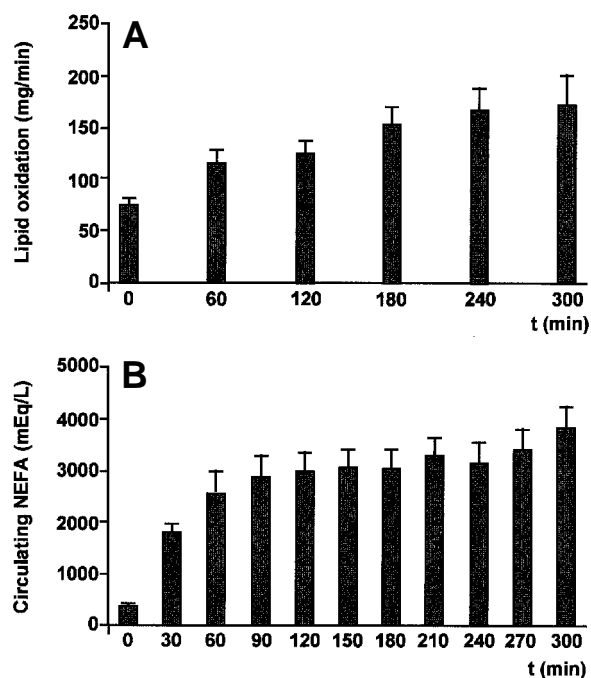 A
Lipid oxidation (mg/min)
250
200
150
100
50
0
0 60 120 180 240 300
t (min)
B
Circulating NEFA (mEq/L)
5000
4000
3000
2000
1000
0
0 30 60 90 120 150 180 210 240 270 300
t (min)